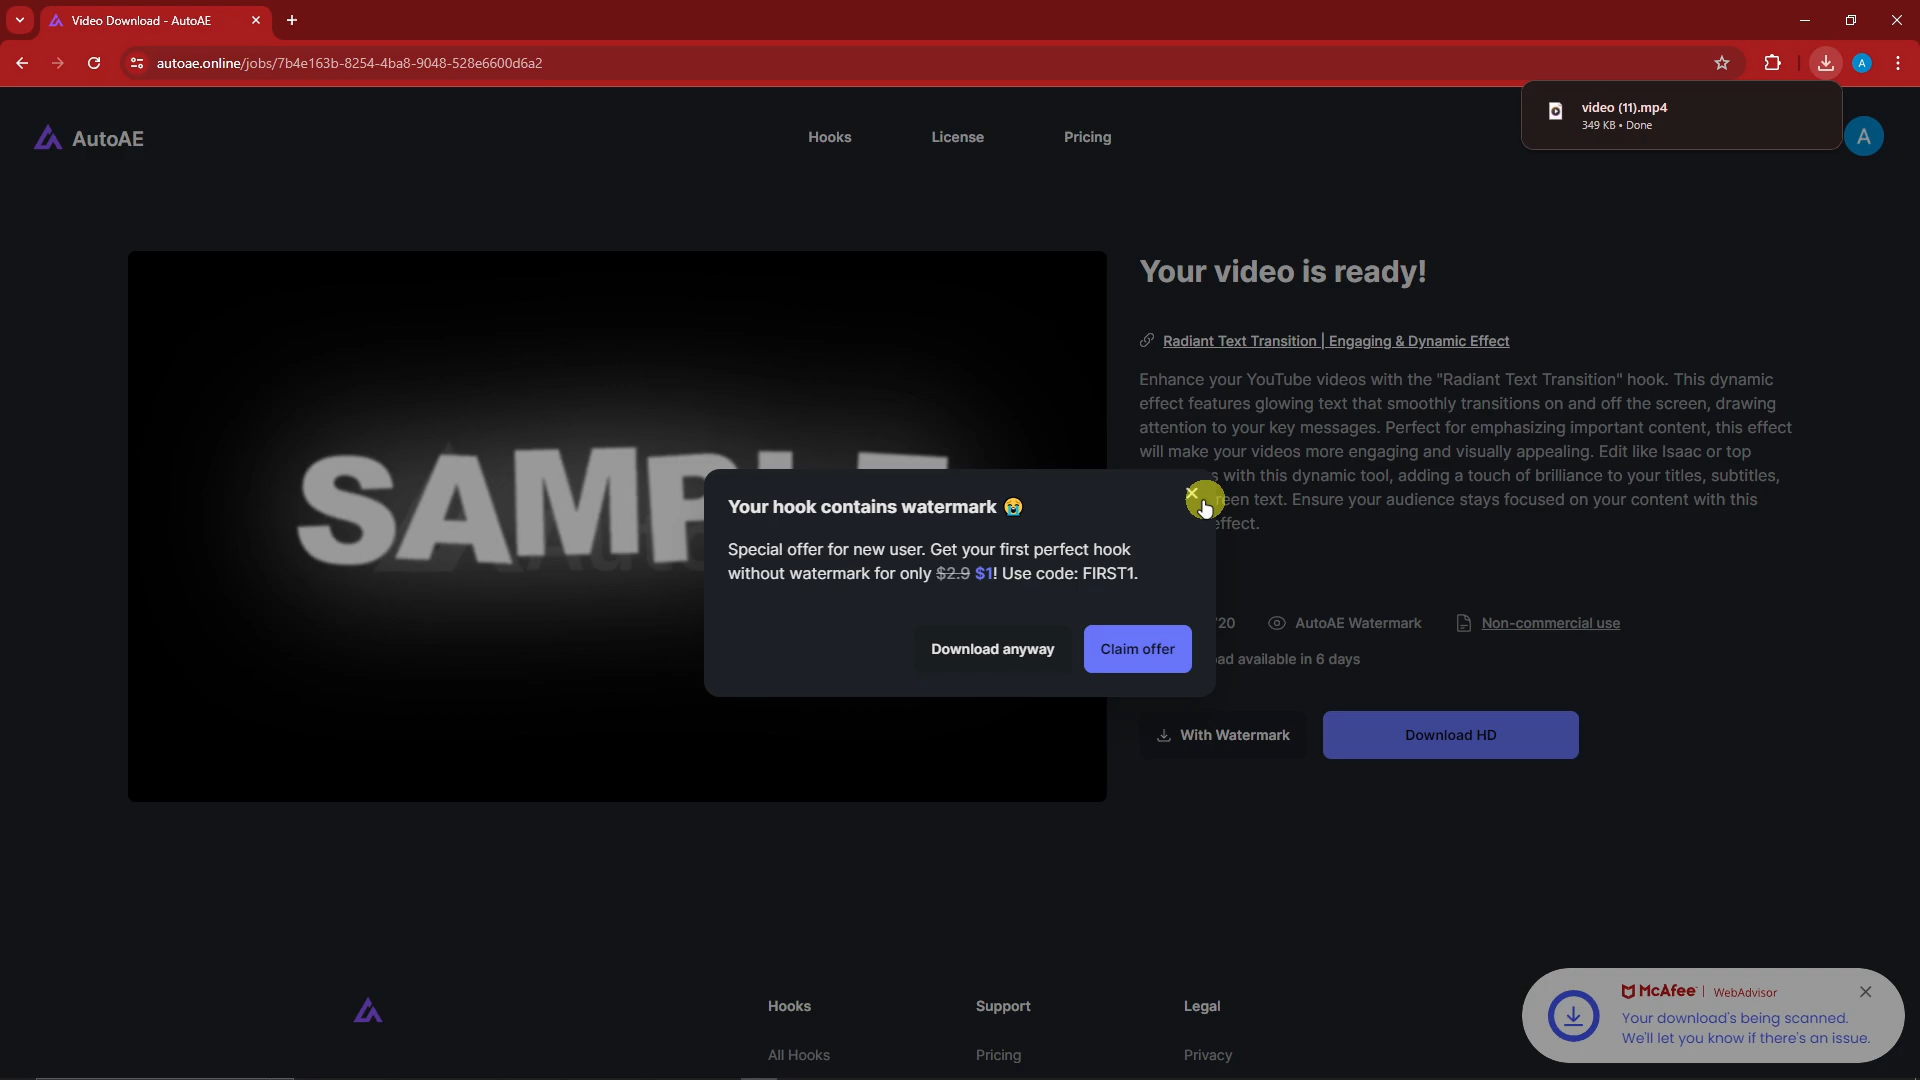 Video Download - AutoAE
autoae.online/jobs/7b4e163b-8254-4ba8-9048-528e6600d6a2
A
video (11).mp4
349 KB • Done
AutoAE
Hooks
License
Pricing
A
SAMPLE
Your video is ready!
Radiant Text Transition | Engaging & Dynamic Effect
Enhance your YouTube videos with the "Radiant Text Transition" hook. This dynamic
effect features glowing text that smoothly transitions on and off the screen, drawing
attention to your key messages. Perfect for emphasizing important content, this effect
will make your videos more engaging and visually appealing. Edit like Isaac or top
with this dynamic tool, adding a touch of brilliance to your titles, subtitles,
text. Ensure your audience stays focused on your content with this
effect.
Your hook contains watermark 😭
Special offer for new user. Get your first perfect hook
without watermark for only $2.9 $1! Use code: FIRST1.
Download anyway
Claim offer
'20
AutoAE Watermark
Non-commercial use
available in 6 days
With Watermark
Download HD
Hooks
Support
Legal
All Hooks
Pricing
Privacy
McAfee | WebAdvisor
Your download's being scanned.
We'll let you know if there's an issue.